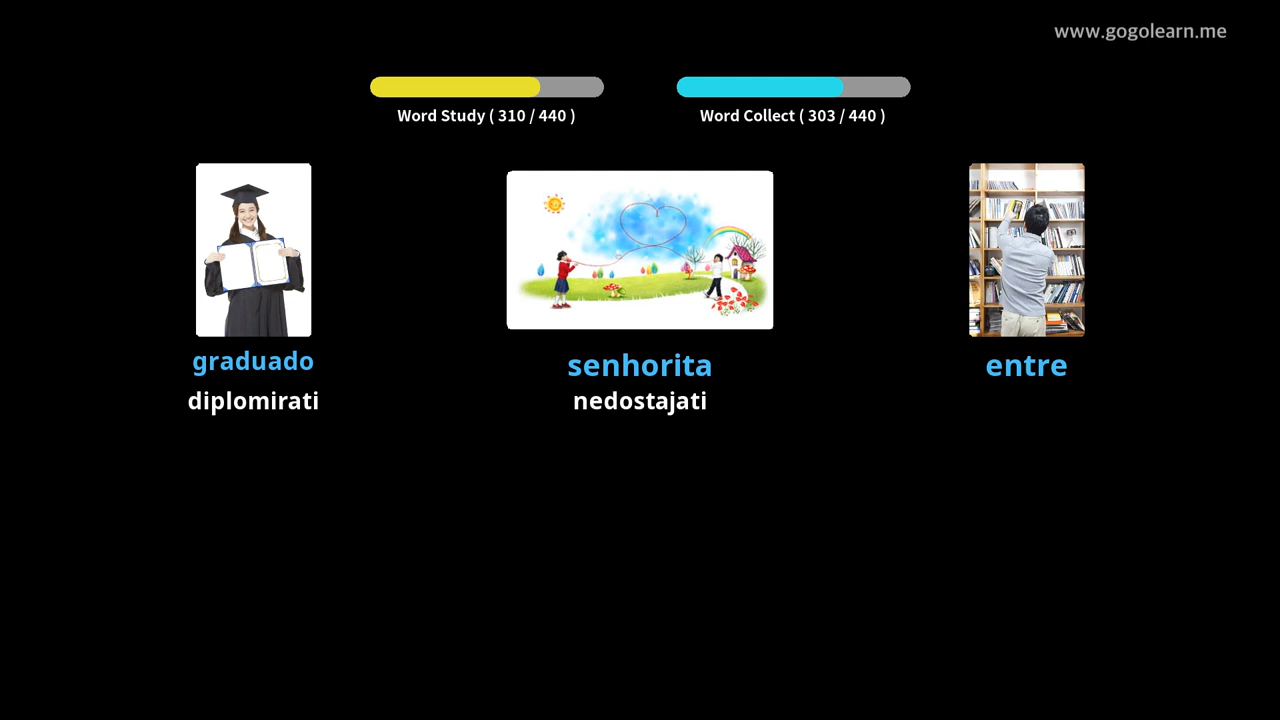 www.gogolearn.me
Word Study ( 310 / 440 )
Word Collect ( 303 / 440 )
graduado
senhorita
entre
diplomirati
nedostajati